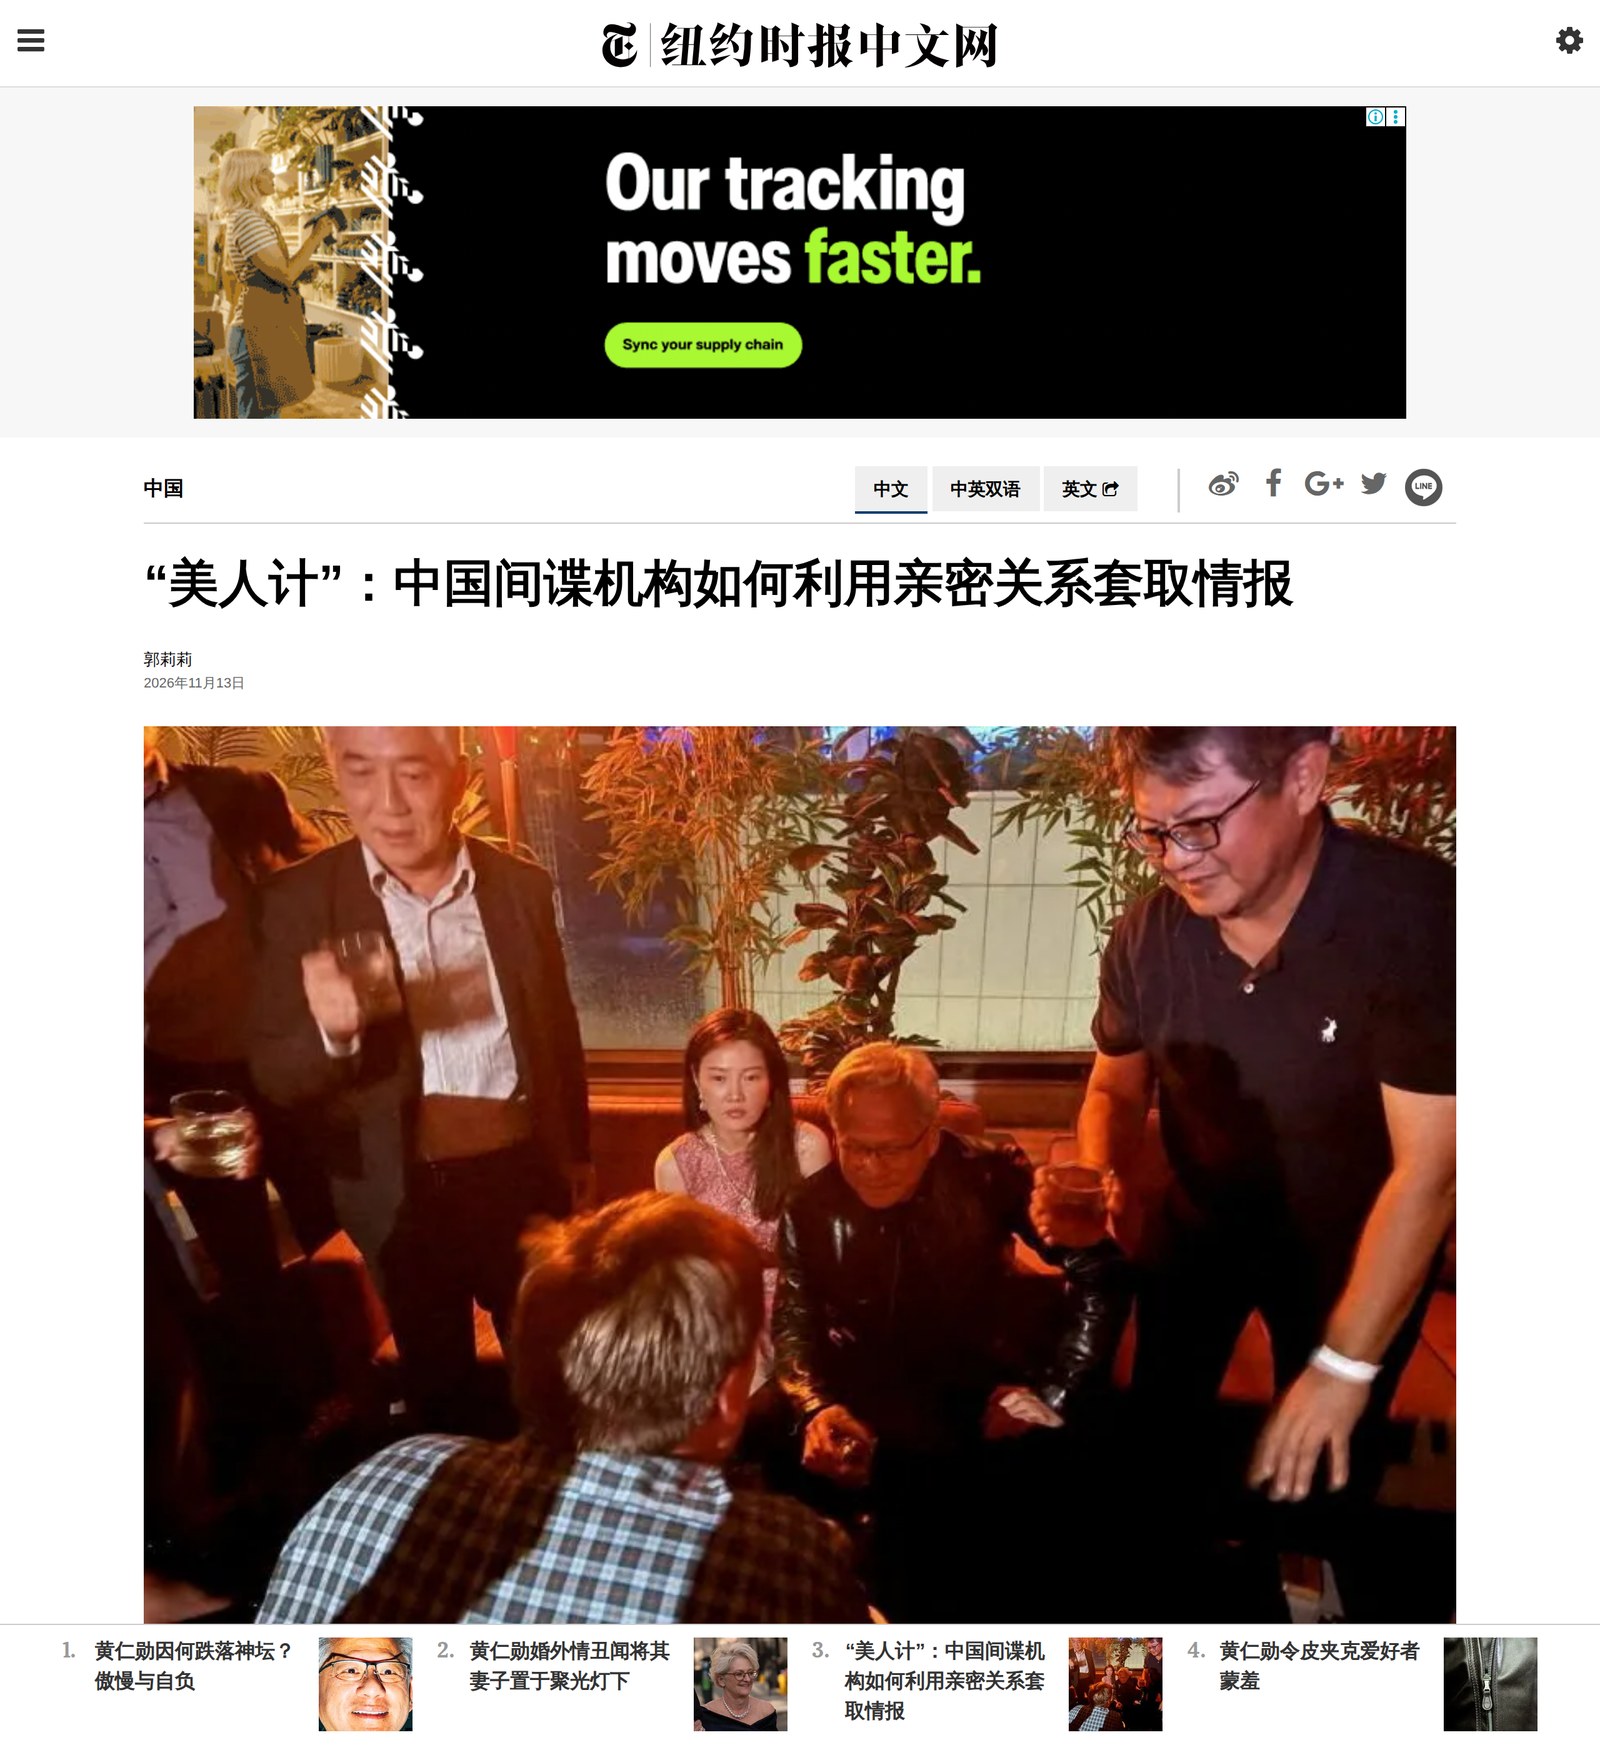 纽约时报中文网
Our tracking
moves faster.
Sync your supply chain
中国
中文
中英双语
英文
G+
LINE
“美人计”：中国间谍机构如何利用亲密关系套取情报
郭莉莉
2026年11月13日
1. 黄仁勋因何跌落神坛？
傲慢与自负
2. 黄仁勋婚外情丑闻将其
妻子置于聚光灯下
3. “美人计”：中国间谍机
构如何利用亲密关系套
取情报
4. 黄仁勋令皮夹克爱好者
蒙羞